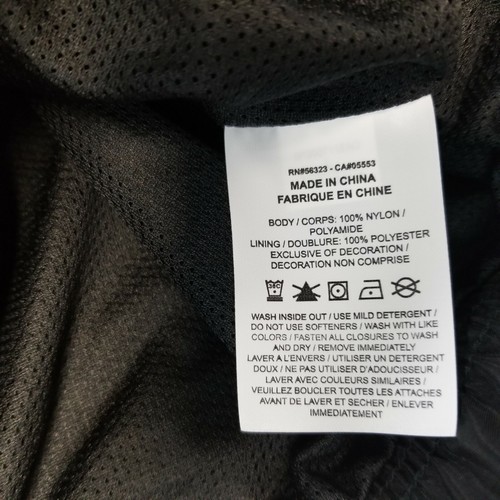 RN#56323 - CA#05553
MADE IN CHINA
FABRIQUE EN CHINE
BODY / CORPS: 100% NYLON /
POLYAMIDE
LINING / DOUBLURE: 100% POLYESTER
EXCLUSIVE OF DECORATION /
DECORATION NON COMPRISE
30C
WASH INSIDE OUT / USE MILD DETERGENT /
DO NOT USE SOFTENERS / WASH WITH LIKE
COLORS / FASTEN ALL CLOSURES TO WASH
AND DRY / REMOVE IMMEDIATELY
LAVER A L'ENVERS / UTILISER UN DETERGENT
DOUX / NE PAS UTILISER D'ADOUCISSEUR /
LAVER AVEC COULEURS SIMILAIRES /
VEUILLEZ BOUCLER TOUTES LES ATTACHES
AVANT DE LAVER ET SECHER / ENLEVER
IMMEDIATEMENT